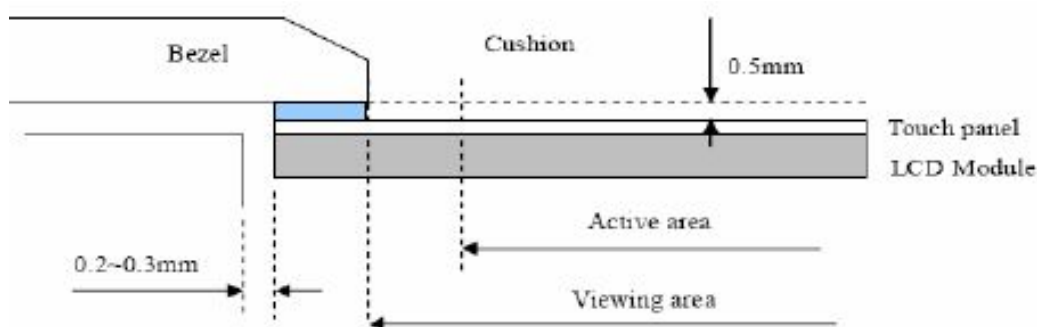 Cushion
Bezel
0.5mm
Touch panel
LCD Module
Active area
0.2~0.3mm
Viewing area